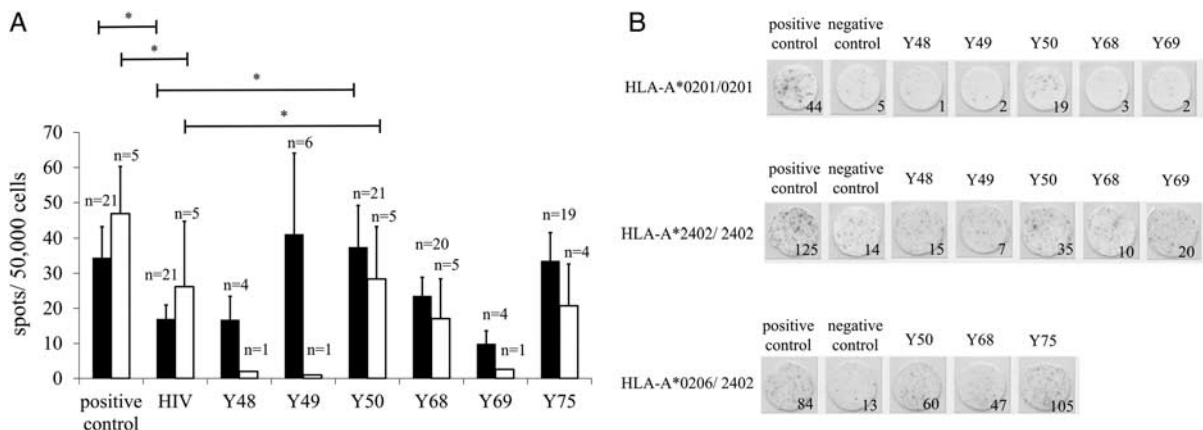 A
*
*
*
*
spots/ 50,000 cells
70
60
50
40
30
20
10
0
n=21
n=5
n=21
n=5
n=4
n=1
n=6
n=1
n=21
n=5
n=20
n=5
n=4
n=1
n=19
n=4
positive control
HIV
Y48
Y49
Y50
Y68
Y69
Y75
B
positive control
negative control
Y48
Y49
Y50
Y68
Y69
HLA-A*0201/0201
44
5
1
2
19
3
2
positive control
negative control
Y48
Y49
Y50
Y68
Y69
HLA-A*2402/ 2402
125
14
15
7
35
10
20
positive control
negative control
Y50
Y68
Y75
HLA-A*0206/ 2402
84
13
60
47
105